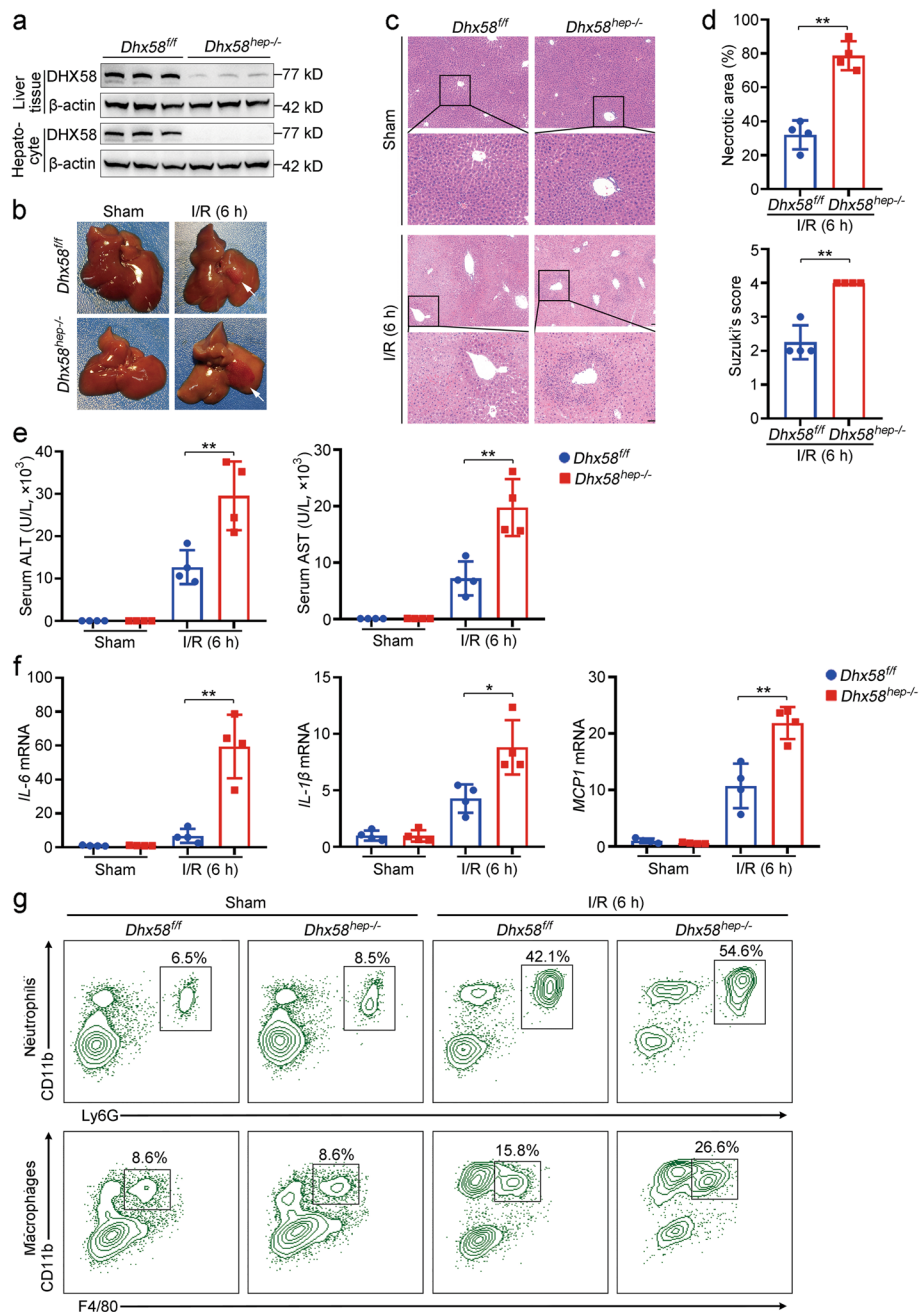 a
Dhx58f/f Dhx58hep-/-
Liver tissue
DHX58 77 kD
β-actin 42 kD
Hepato-cyte
DHX58 77 kD
β-actin 42 kD
b
Sham I/R (6 h)
Dhx58f/f
Dhx58hep-/-
c
Dhx58f/f Dhx58hep-/-
Sham
I/R (6 h)
d
Necrotic area (%)
100
80
60
40
20
0
**
Dhx58f/f Dhx58hep-/-
I/R (6 h)
Suzuki's score
5
4
3
2
1
0
**
Dhx58f/f Dhx58hep-/-
I/R (6 h)
e
Serum ALT (U/L, ×10³)
40
30
20
10
0
**
Sham I/R (6 h)
Serum AST (U/L, ×10³)
30
20
10
0
**
Sham I/R (6 h)
Dhx58f/f
Dhx58hep-/-
f
IL-6 mRNA
100
80
60
40
20
0
**
Sham I/R (6 h)
IL-1β mRNA
15
10
5
0
*
Sham I/R (6 h)
MCP1 mRNA
30
20
10
0
**
Sham I/R (6 h)
Dhx58f/f
Dhx58hep-/-
g
Sham I/R (6 h)
Dhx58f/f Dhx58hep-/- Dhx58f/f Dhx58hep-/-
Neutrophils
CD11b
6.5% 8.5% 42.1% 54.6%
Ly6G
Macrophages
CD11b
8.6% 8.6% 15.8% 26.6%
F4/80